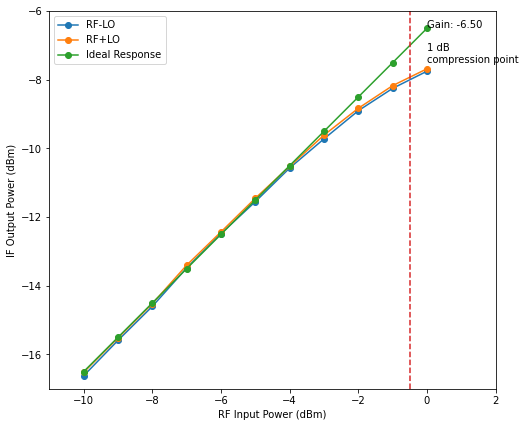 −6
RF-LO
RF+LO
Ideal Response
Gain: -6.50
1 dB
compression point
−8
−10
−12
−14
−16
IF Output Power (dBm)
−10 −8 −6 −4 −2 0 2
RF Input Power (dBm)